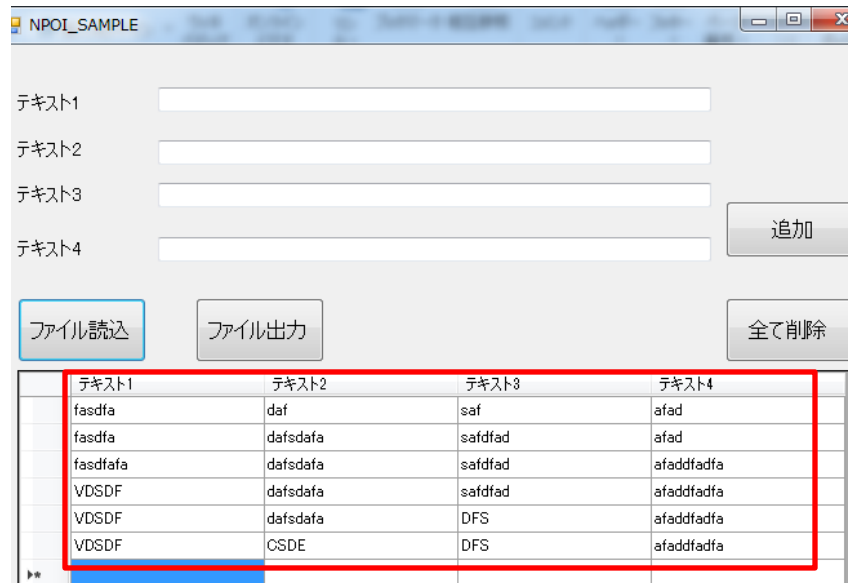 NPOI_SAMPLE
テキスト1
テキスト2
テキスト3
追加
テキスト4
ファイル読込 ファイル出力 全て削除
テキスト1 テキスト2 テキスト3 テキスト4
fasdfa daf saf afad
fasdfa dafsdafa safdfad afad
fasdfafa dafsdafa safdfad afaddfadfa
VDSDF dafsdafa safdfad afaddfadfa
VDSDF dafsdafa DFS afaddfadfa
VDSDF CSDE DFS afaddfadfa